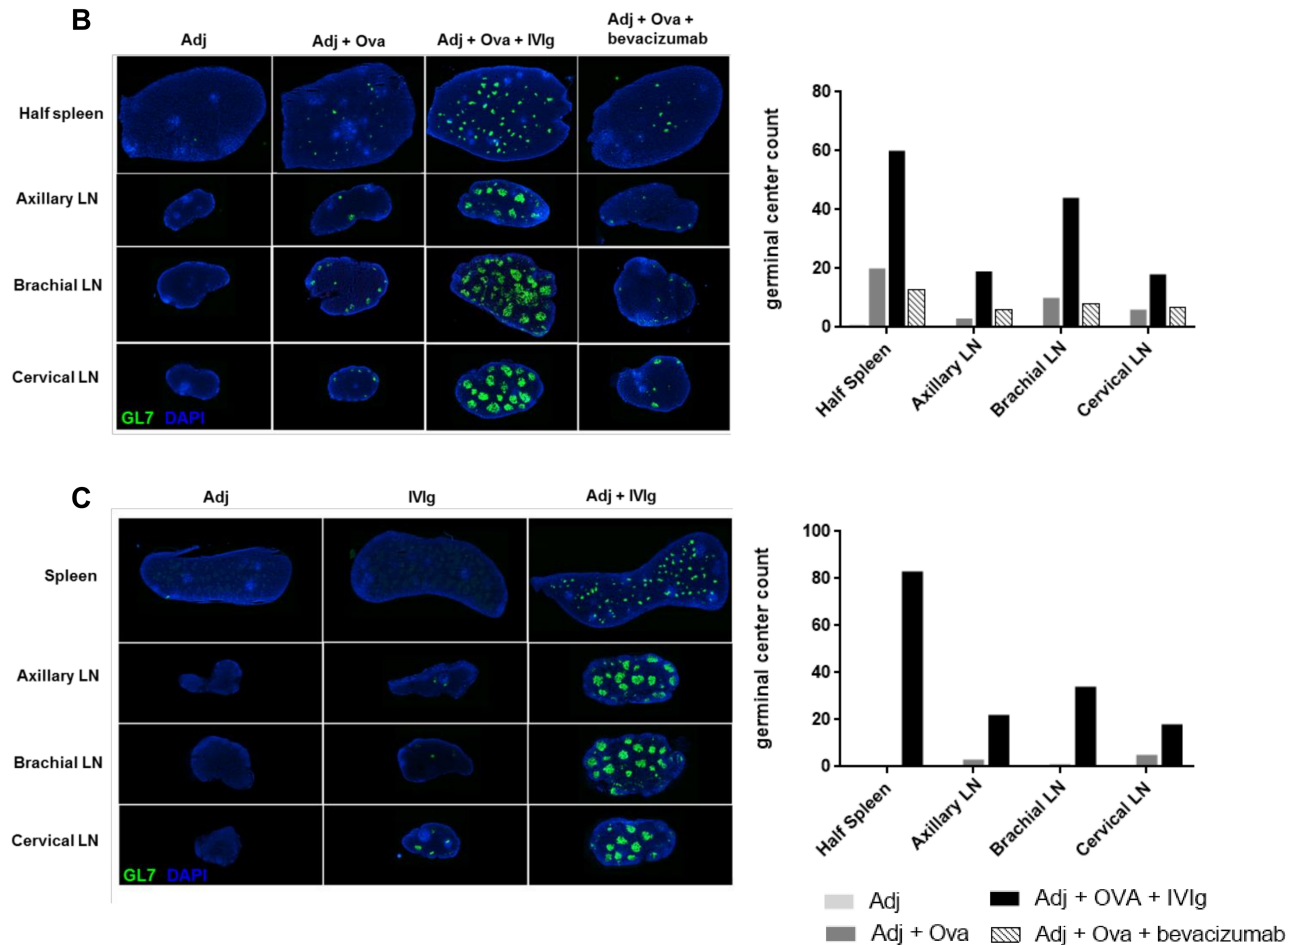 B
Adj
Adj + Ova
Adj + Ova + IVIg
Adj + Ova +
bevacizumab
Half spleen
Axillary LN
Brachial LN
Cervical LN
GL7 DAPI
germinal center count
80
60
40
20
0
Half Spleen
Axillary LN
Brachial LN
Cervical LN
C
Adj
IVIg
Adj + IVIg
Spleen
Axillary LN
Brachial LN
Cervical LN
GL7 DAPI
germinal center count
100
80
60
40
20
0
Half Spleen
Axillary LN
Brachial LN
Cervical LN
Adj
Adj + OVA + IVIg
Adj + Ova
Adj + Ova + bevacizumab